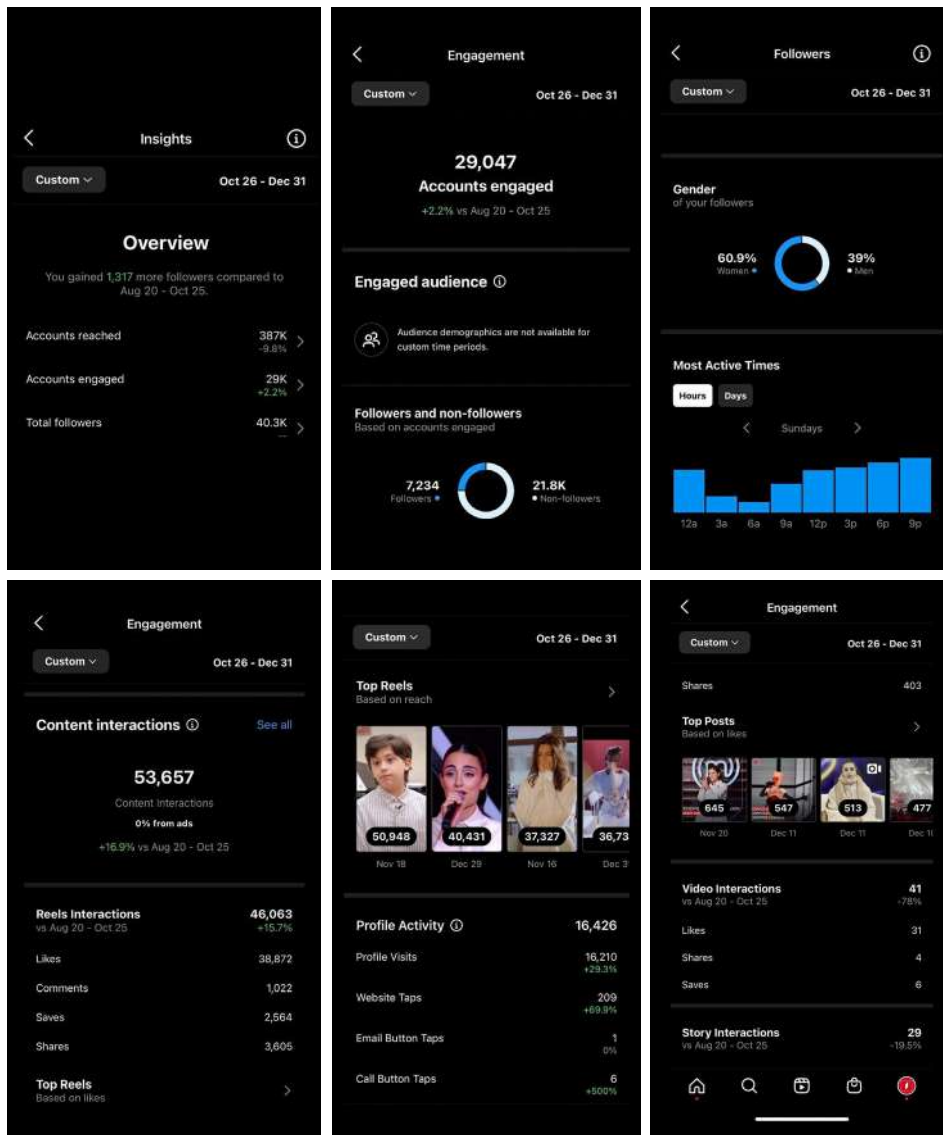 Insights
Custom
Oct 26 - Dec 31
Overview
You gained 1,317 more followers compared to
Aug 20 - Oct 25.
Accounts reached 387K
-9.8%
Accounts engaged 29K
+2.2%
Total followers 40.3K
--
Engagement
Custom
Oct 26 - Dec 31
29,047
Accounts engaged
+2.2% vs Aug 20 - Oct 25
Engaged audience
Audience demographics are not available for
custom time periods.
Followers and non-followers
Based on accounts engaged
7,234 21.8K
Followers Non-followers
Followers
Custom
Oct 26 - Dec 31
Gender
of your followers
60.9% 39%
Women Men
Most Active Times
Hours Days
Sundays
12a 3a 6a 9a 12p 3p 6p 9p
Engagement
Custom
Oct 26 - Dec 31
Content interactions See all
53,657
Content Interactions
0% from ads
+16.9% vs Aug 20 - Oct 25
Reels Interactions 46,063
vs Aug 20 - Oct 25 +15.7%
Likes 38,872
Comments 1,022
Saves 2,564
Shares 3,605
Top Reels
Based on likes
Custom
Oct 26 - Dec 31
Top Reels
Based on reach
50,948 40,431 37,327 36,73
Nov 18 Dec 29 Nov 16 Dec 3
Profile Activity 16,426
Profile Visits 16,210
+29.3%
Website Taps 209
+69.9%
Email Button Taps 1
0%
Call Button Taps 6
+500%
Engagement
Custom
Oct 26 - Dec 31
Shares 403
Top Posts
Based on likes
645 547 513 477
Nov 20 Dec 11 Dec 11
Video Interactions 41
vs Aug 20 - Oct 25 -78%
Likes 31
Shares 4
Saves 6
Story Interactions 29
vs Aug 20 - Oct 25 -19.5%